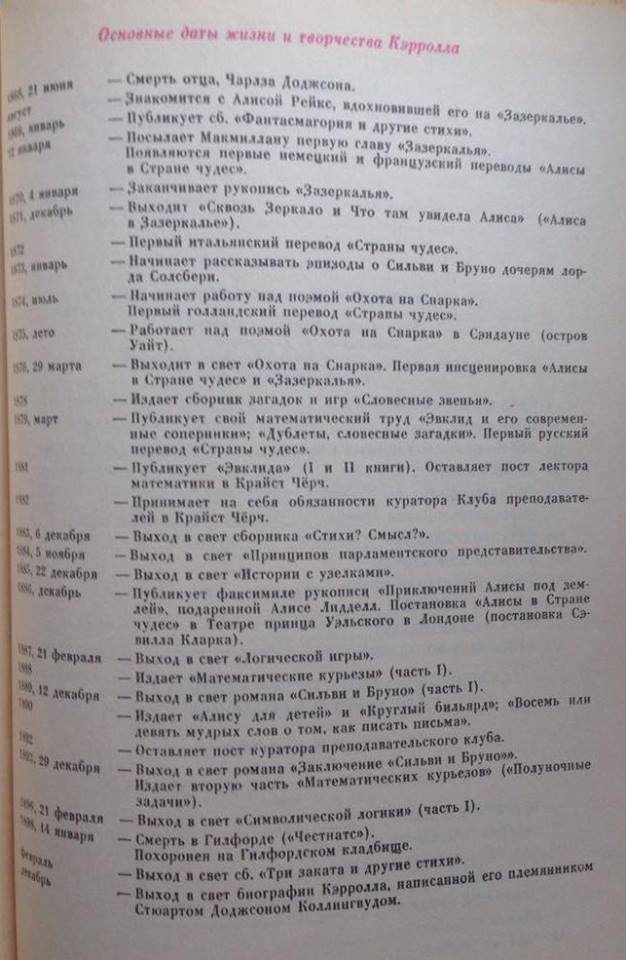 Основные даты жизни и творчества Кэрролла
1868, 21 июня — Смерть отца, Чарлза Доджсона.
август — Знакомится с Алисой Рейкс, вдохновившей его на «Зазеркалье».
1869, январь — Публикует сб. «Фантасмагория и другие стихи».
12 января — Посылает Макмиллану первую главу «Зазеркалья».
Появляются первые немецкий и французский переводы «Алисы
в Стране чудес».
1870, 4 января — Заканчивает рукопись «Зазеркалья».
1871, декабрь — Выходит «Сквозь Зеркало и Что там увидела Алиса» («Алиса
в Зазеркалье»).
1872 — Первый итальянский перевод «Страны чудес».
1873, январь — Начинает рассказывать эпизоды о Сильви и Бруно дочерям лор-
да Солсбери.
1874, июль — Начинает работу над поэмой «Охота на Снарка».
Первый голландский перевод «Страны чудес».
1875, лето — Работает над поэмой «Охота на Снарка» в Сэндауне (остров
Уайт).
1876, 29 марта — Выходит в свет «Охота на Снарка». Первая инсценировка «Алисы
в Стране чудес» и «Зазеркалья».
1878 — Издает сборник загадок и игр «Словесные звенья».
1879, март — Публикует свой математический труд «Эвклид и его современ-
ные соперники»; «Дублеты, словесные загадки». Первый русский
перевод «Страны чудес».
1881 — Публикует «Эвклида» (I и II книги). Оставляет пост лектора
математики в Крайст Чёрч.
1882 — Принимает на себя обязанности куратора Клуба преподавате-
лей в Крайст Чёрч.
1883, 6 декабря — Выход в свет сборника «Стихи? Смысл?».
1884, 5 ноября — Выход в свет «Принципов парламентского представительства».
1885, 22 декабря — Выход в свет «Истории с узелками».
1886, декабрь — Публикует факсимиле рукописи «Приключений Алисы под зем-
лей», подаренной Алисе Лидделл. Постановка «Алисы в Стране
чудес» в Театре принца Уэльского в Лондоне (постановка Сэ-
вилла Кларка).
1887, 21 февраля — Выход в свет «Логической игры».
1888 — Издает «Математические курьезы» (часть I).
1889, 12 декабря — Выход в свет романа «Сильви и Бруно» (часть I).
1890 — Издает «Алису для детей» и «Круглый бильярд»; «Восемь или
девять мудрых слов о том, как писать письма».
1892 — Оставляет пост куратора преподавательского клуба.
1893, 29 декабря — Выход в свет романа «Заключение «Сильви и Бруно»».
Издает вторую часть «Математических курьезов» («Полуночные
задачи»).
1896, 21 февраля — Выход в свет «Символической логики» (часть I).
1898, 14 января — Смерть в Гилфорде («Честнатс»).
Похоронен на Гилфордском кладбище.
февраль — Выход в свет сб. «Три заката и другие стихи».
декабрь — Выход в свет биографии Кэрролла, написанной его племянником
Стюартом Доджсоном Коллингвудом.